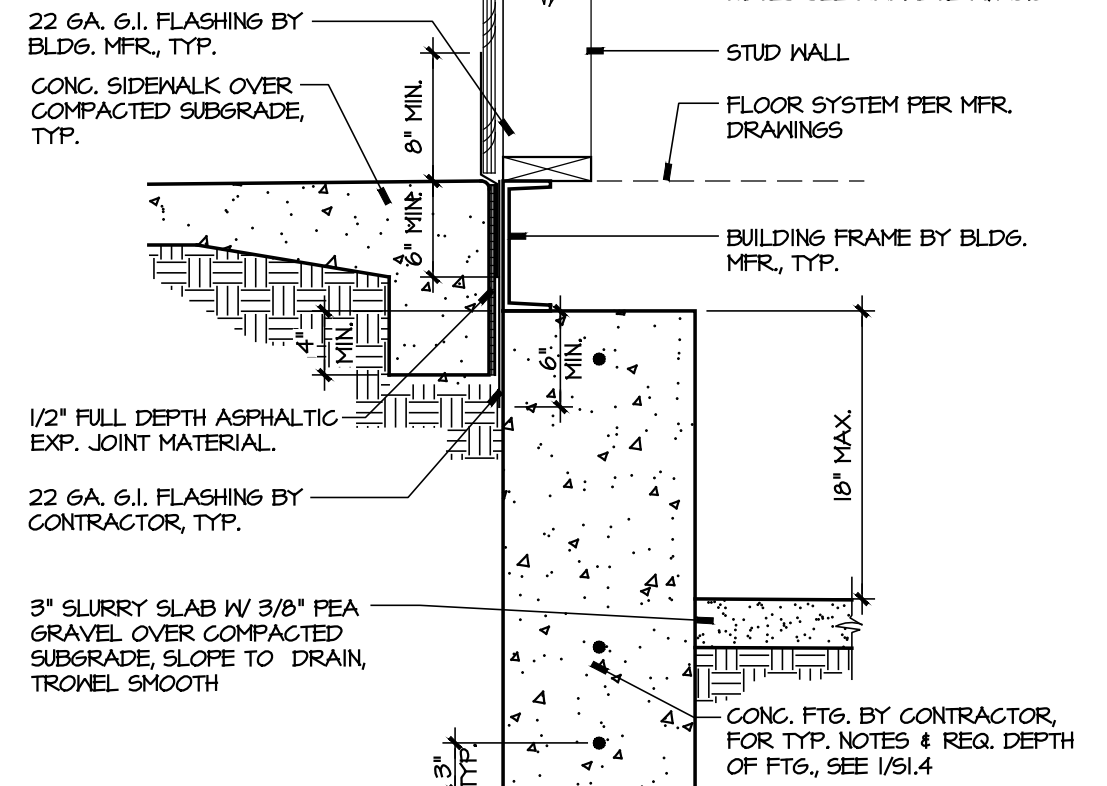 22 GA. G.I. FLASHING BY
BLDG. MFR., TYP.
CONC. SIDEWALK OVER
COMPACTED SUBGRADE,
TYP.
8" MIN.
6" MIN.
4"
MIN.
1/2" FULL DEPTH ASPHALTIC
EXP. JOINT MATERIAL.
22 GA. G.I. FLASHING BY
CONTRACTOR, TYP.
3" SLURRY SLAB W/ 3/8" PEA
GRAVEL OVER COMPACTED
SUBGRADE, SLOPE TO DRAIN,
TROWEL SMOOTH
3"
TYP.
6"
MIN.
STUD WALL
FLOOR SYSTEM PER MFR.
DRAWINGS
BUILDING FRAME BY BLDG.
MFR., TYP.
18" MAX.
CONC. FTG. BY CONTRACTOR,
FOR TYP. NOTES & REQ. DEPTH
OF FTG., SEE 1/S1.4